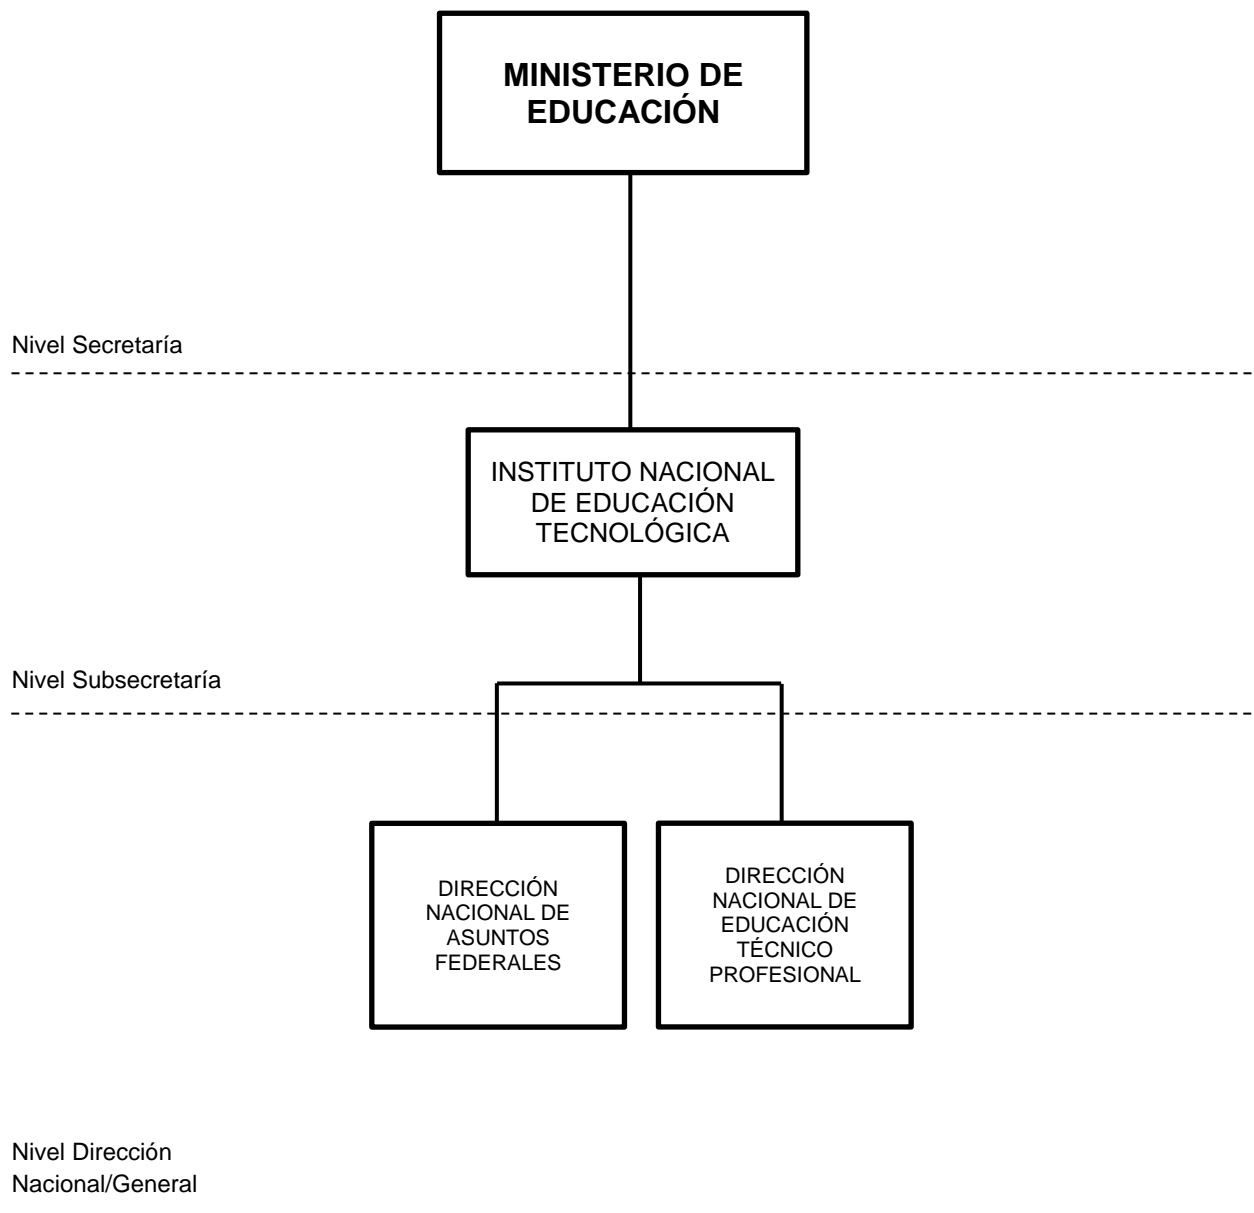 MINISTERIO DE
EDUCACIÓN
Nivel Secretaría
INSTITUTO NACIONAL
DE EDUCACIÓN
TECNOLÓGICA
Nivel Subsecretaría
DIRECCIÓN
NACIONAL DE
ASUNTOS
FEDERALES
DIRECCIÓN
NACIONAL DE
EDUCACIÓN
TÉCNICO
PROFESIONAL
Nivel Dirección
Nacional/General